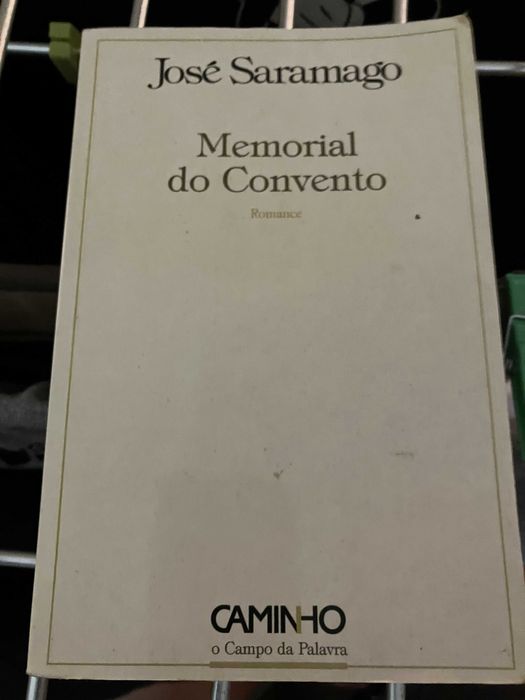 José Saramago
Memorial
do Convento
Romance
CAMINHO
o Campo da Palavra